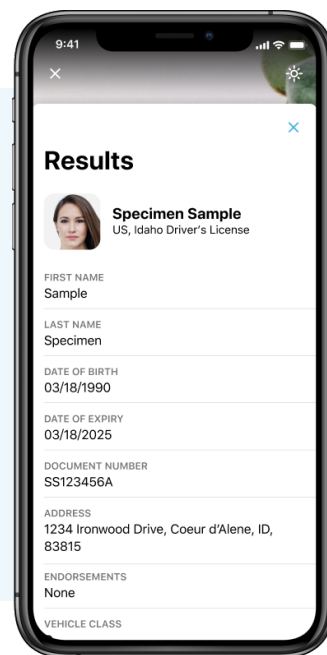 9:41
Results
Specimen Sample
US, Idaho Driver's License
FIRST NAME
Sample
LAST NAME
Specimen
DATE OF BIRTH
03/18/1990
DATE OF EXPIRY
03/18/2025
DOCUMENT NUMBER
SS123456A
ADDRESS
1234 Ironwood Drive, Coeur d'Alene, ID,
83815
ENDORSEMENTS
None
VEHICLE CLASS